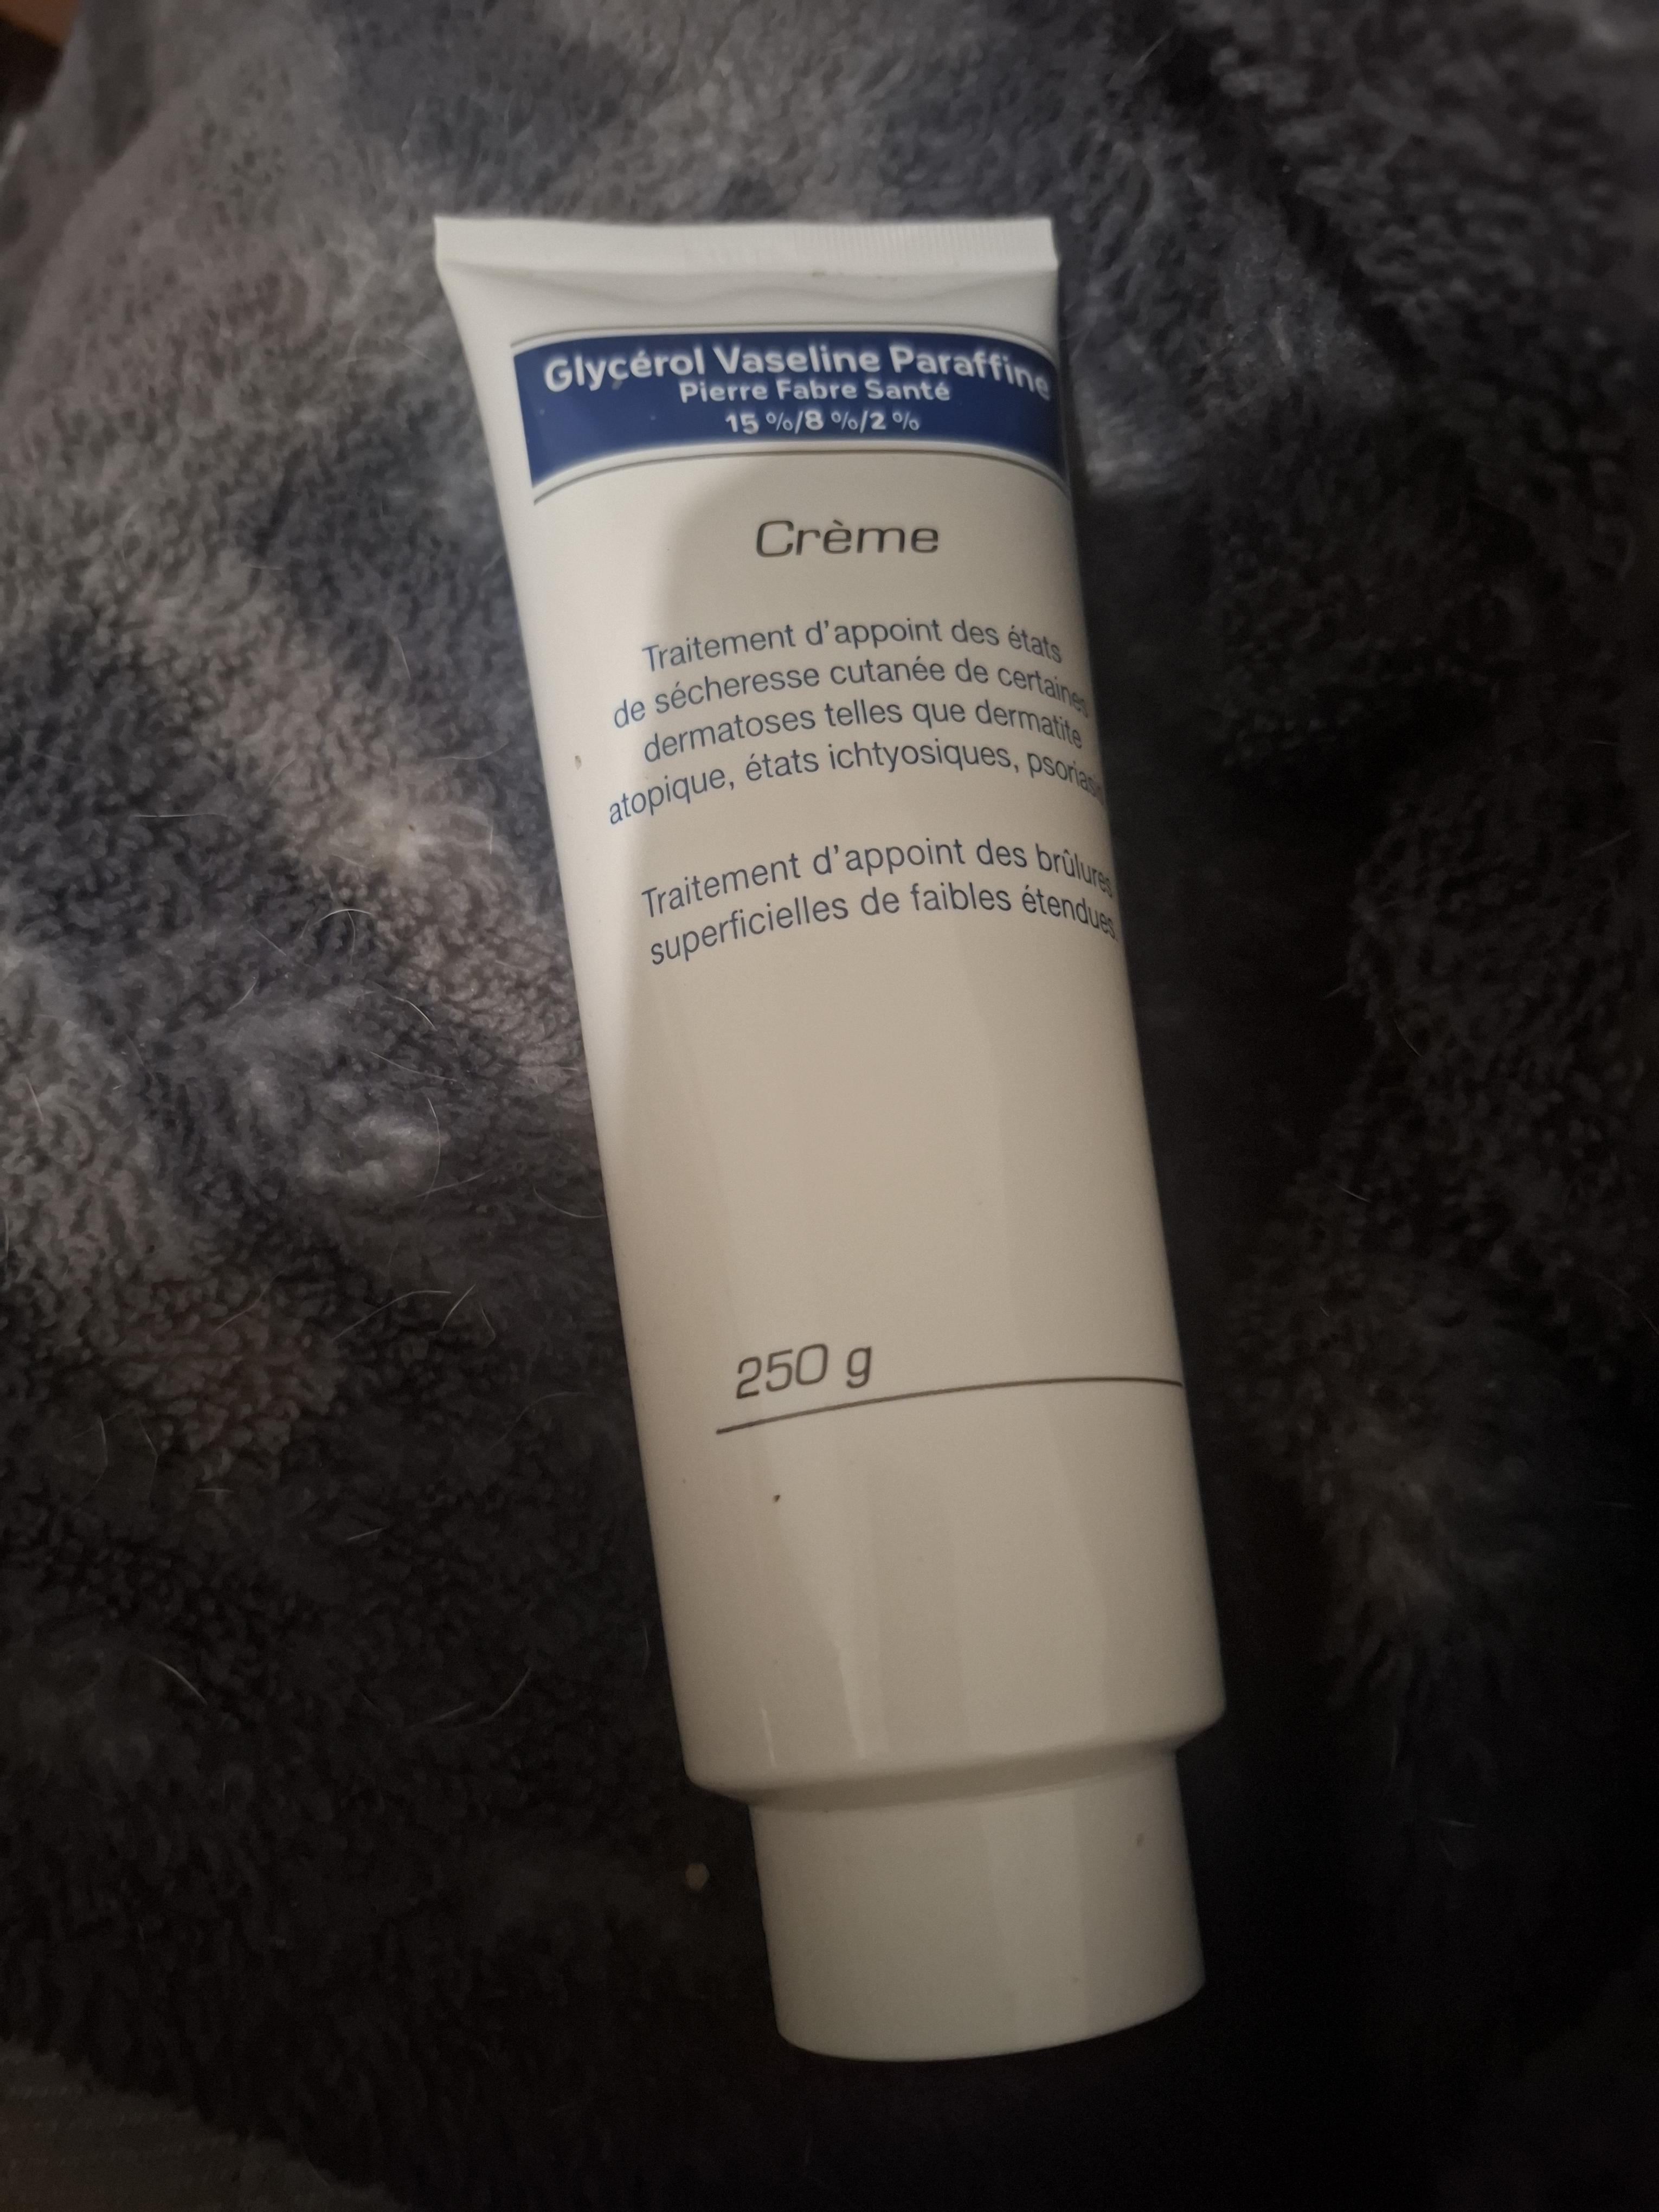 Glycérol Vaseline Paraffine
Pierre Fabre Santé
15 %/8 %/2 %
Crème
Traitement d'appoint des états
de sécheresse cutanée de certaines
dermatoses telles que dermatite
atopique, états ichtyosiques, psoriasis
Traitement d'appoint des brûlures
superficielles de faibles étendues.
250 g